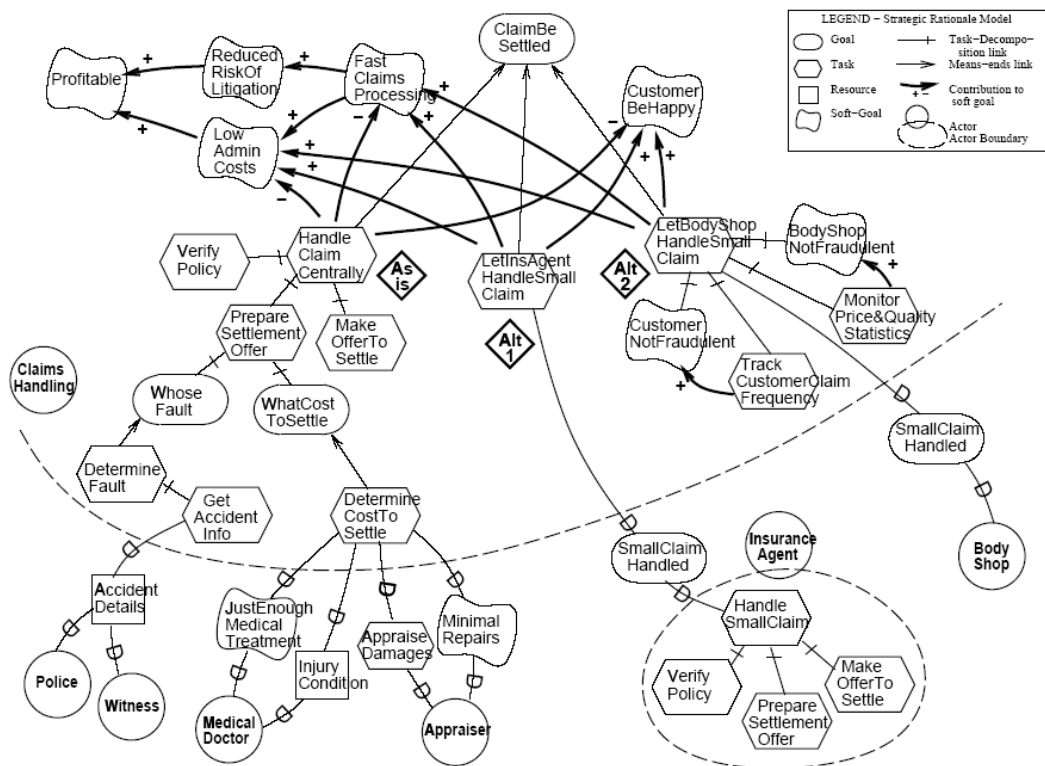 ClaimBe
Settled
LEGEND − Strategic Rationale Model
Goal
Task
Resource
Soft−Goal
Task−Decompo−
sition link
Means−ends link
Contribution to
soft goal
+ −
Actor
Actor Boundary
Profitable
+
Reduced
RiskOf
Litigation
+
Fast
Claims
Processing
Customer
BeHappy
+
Low
Admin
Costs
+
−
+
+
+
−
−
+
+
Verify
Policy
Handle
Claim
Centrally
As
is
LetInsAgent
HandleSmall
Claim
Alt
1
Alt
2
LetBodyShop
HandleSmall
Claim
BodyShop
NotFraudulent
+
Monitor
Price&Quality
Statistics
Prepare
Settlement
Offer
Make
OfferTo
Settle
Customer
NotFraudulent
+
Track
CustomerClaim
Frequency
Claims
Handling
Whose
Fault
WhatCost
ToSettle
SmallClaim
Handled
Determine
Fault
Get
Accident
Info
Determine
CostTo
Settle
SmallClaim
Handled
Insurance
Agent
Body
Shop
Accident
Details
JustEnough
Medical
Treatment
Injury
Condition
Appraise
Damages
Minimal
Repairs
Handle
SmallClaim
Police
Witness
Medical
Doctor
Appraiser
Verify
Policy
Prepare
Settlement
Offer
Make
OfferTo
Settle